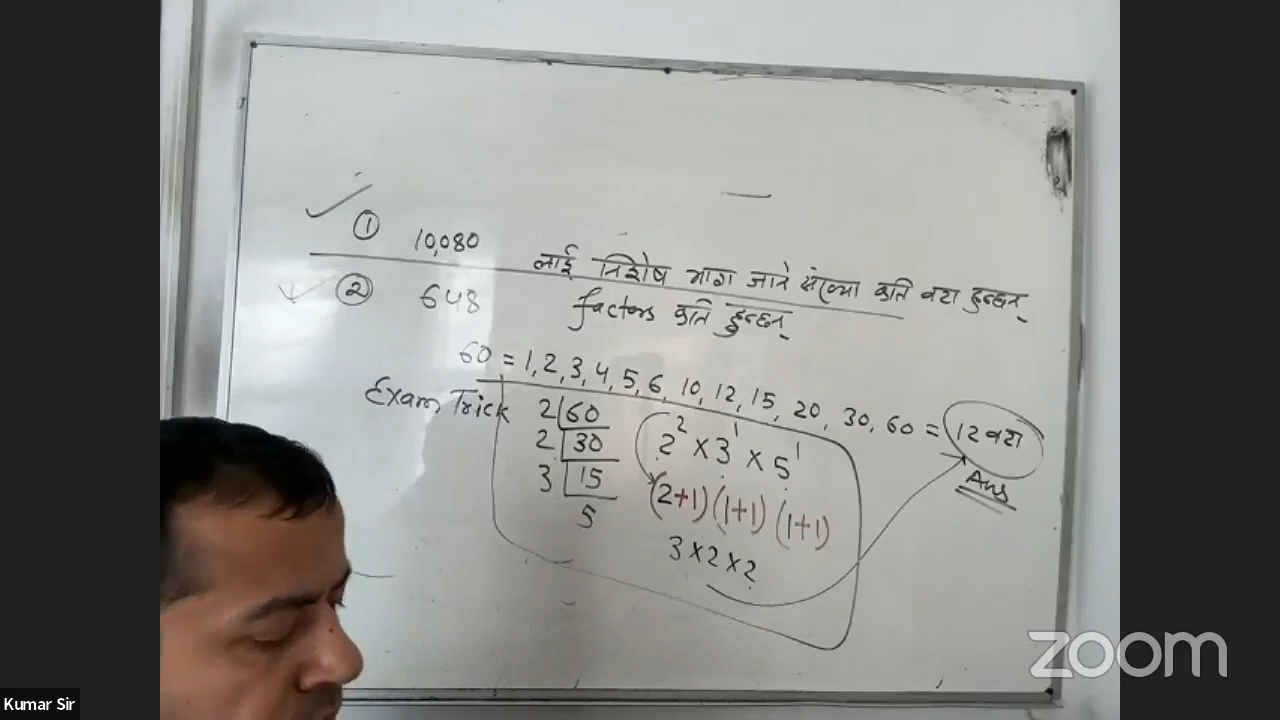 ① 10,080 लाई निशेष भाग जाने संख्या कति वटा हुन्छन्
② 648 factors कति हुन्छन्
60 = 1, 2, 3, 4, 5, 6, 10, 12, 15, 20, 30, 60 = 12 वटा
Ans
Exam Trick
2 60
2 30
3 15
5
2² × 3¹ × 5¹
(2+1) (1+1) (1+1)
3 × 2 × 2
zoom
Kumar Sir